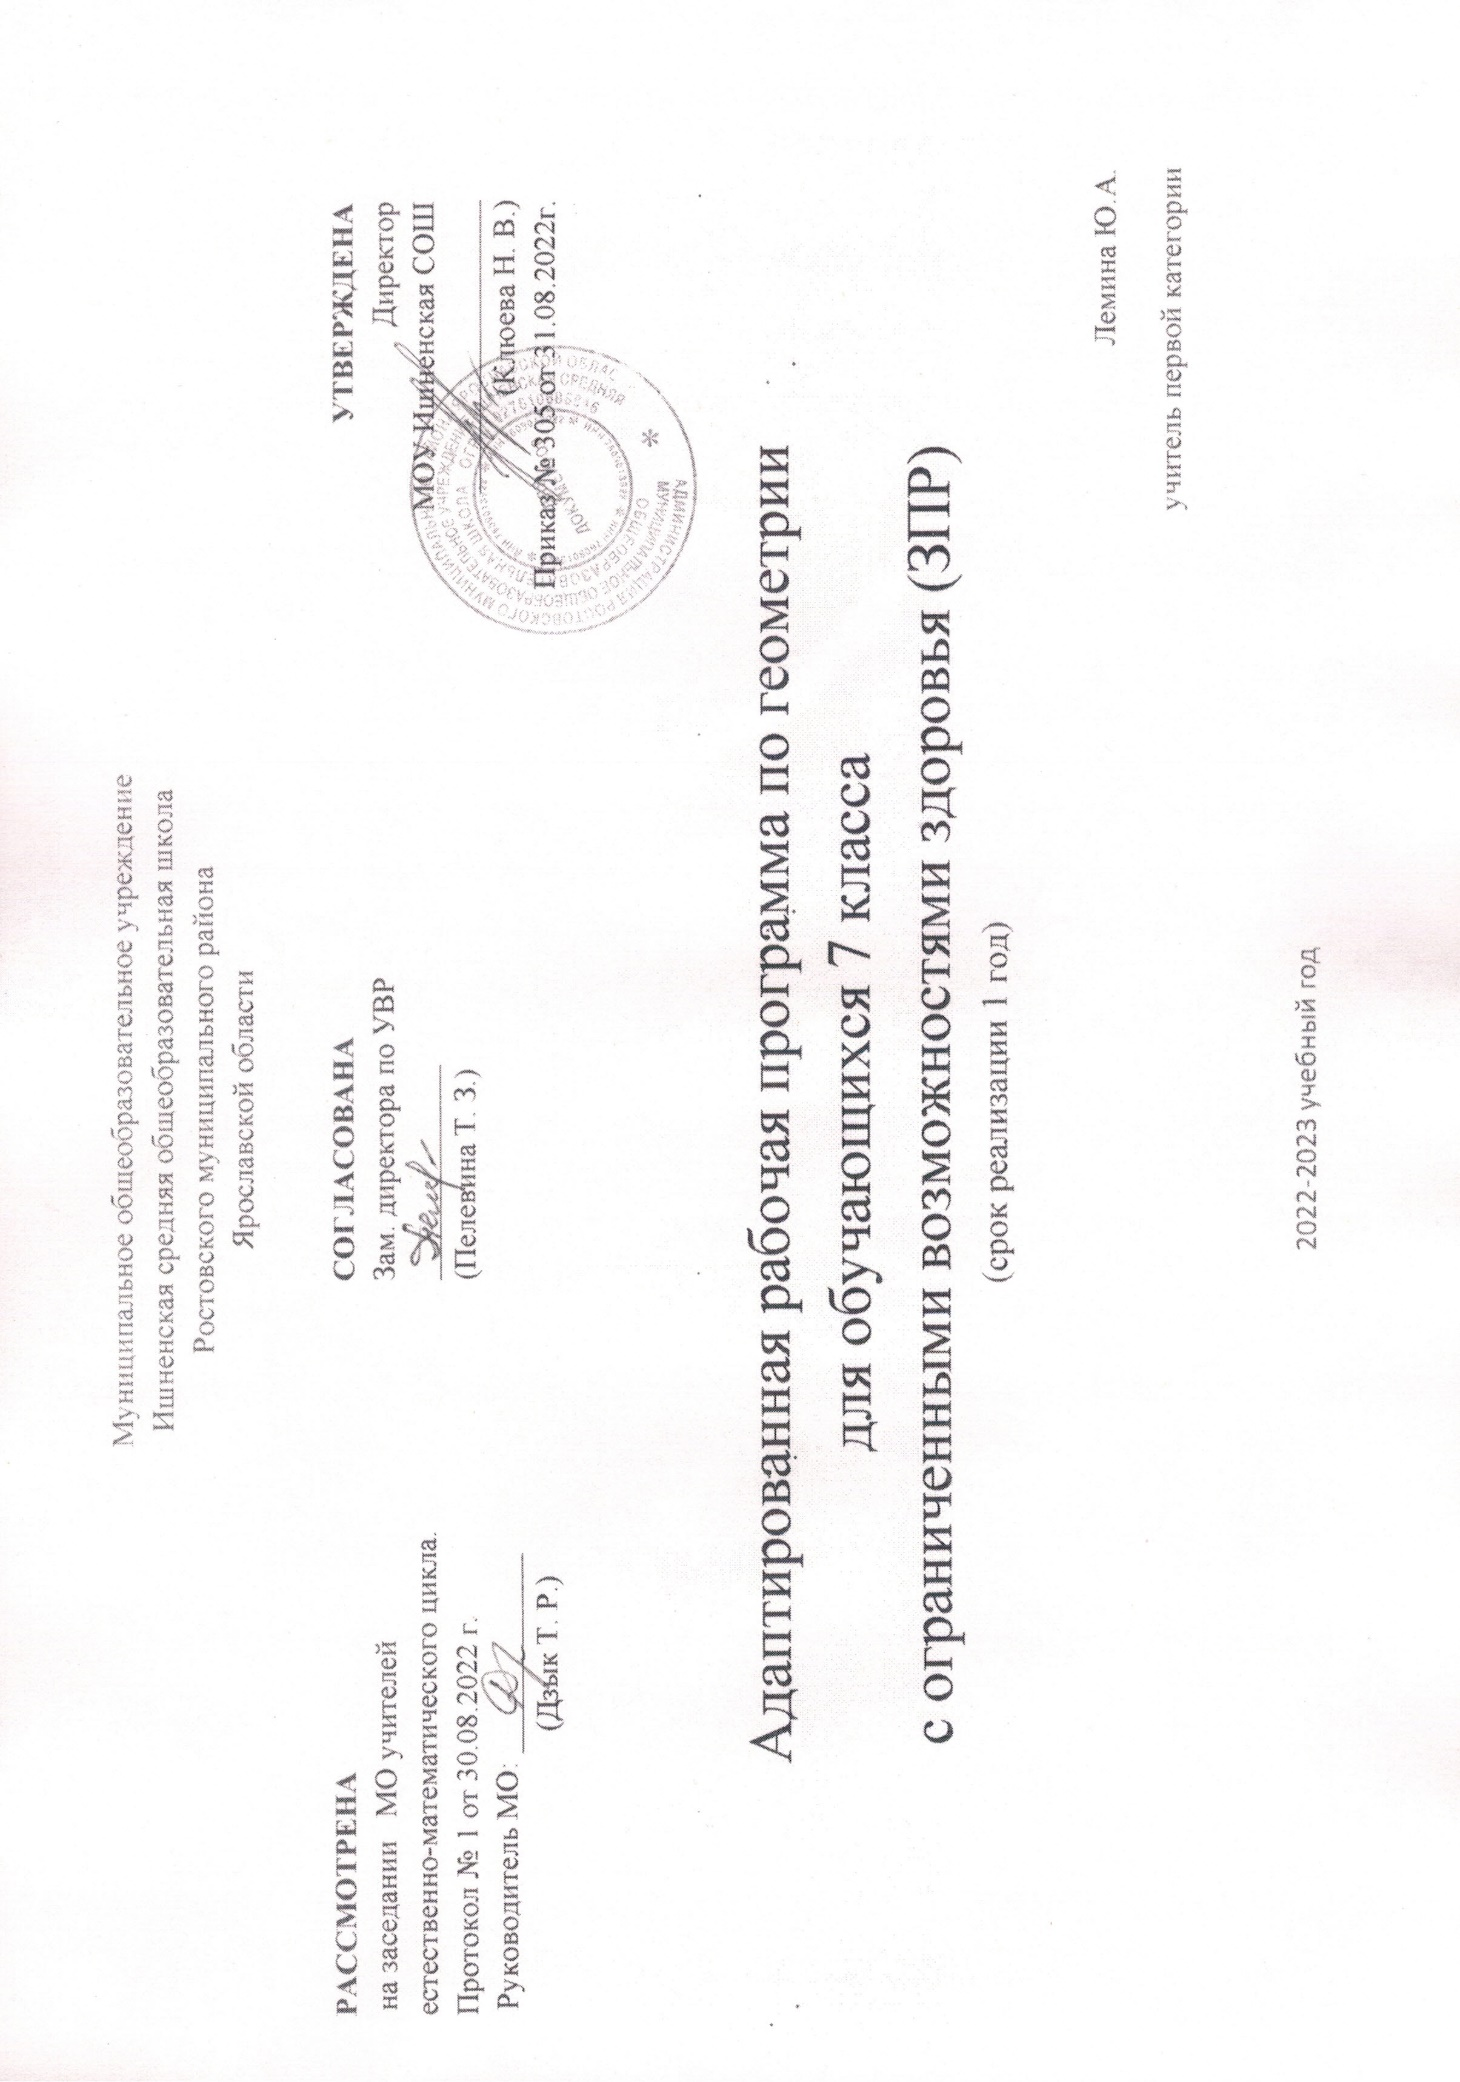 Муниципальное общеобразовательное учреждение
Ишненская средняя общеобразовательная школа
Ростовского муниципального района
Ярославской области
РАССМОТРЕНА
на заседании МО учителей
естественно-математического цикла.
Протокол № 1 от 30.08.2022 г.
Руководитель МО:
(Дзык Т. Р.)
СОГЛАСОВАНА
Зам. директора по УВР
(Пелевина Т. З.)
УТВЕРЖДЕНА
Директор
МОУ Ишненская СОШ
(Клюева Н. В.)
Приказ № 305 от 31.08.2022г.
Адаптированная рабочая программа по геометрии
для обучающихся 7 класса
с ограниченными возможностями здоровья (ЗПР)
(срок реализации 1 год)
Лемина Ю.А.
учитель первой категории
2022-2023 учебный год